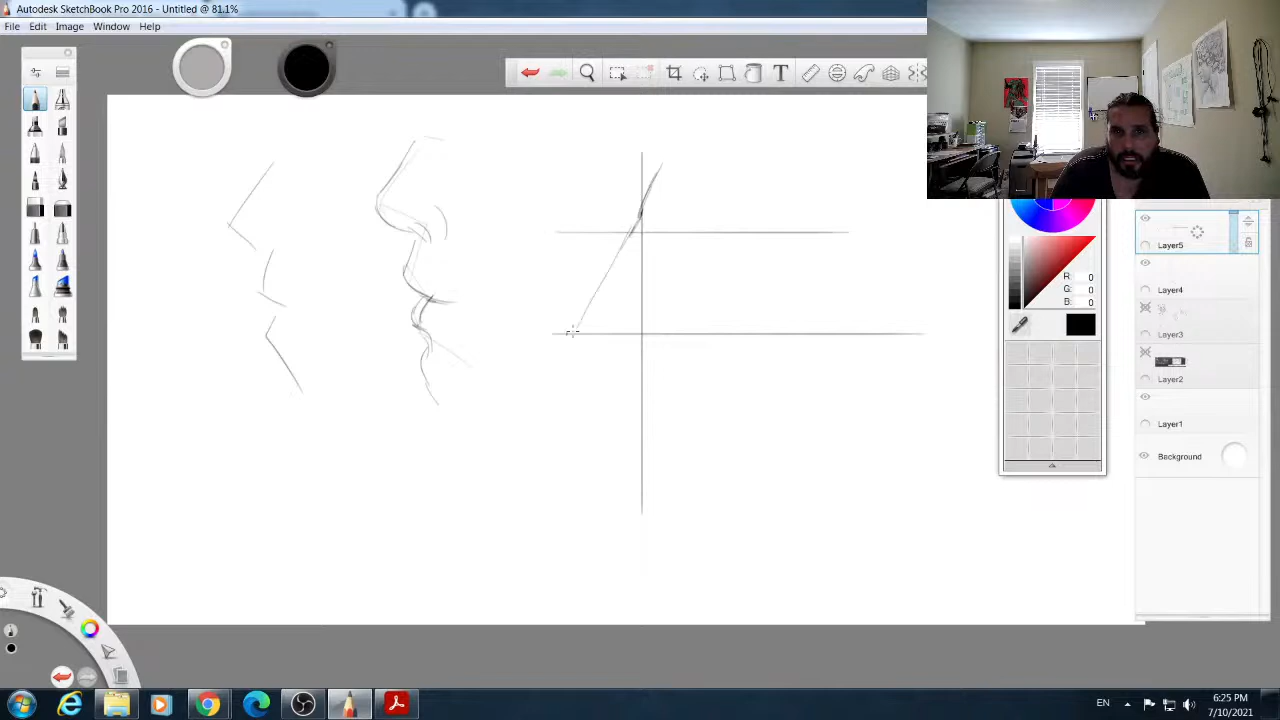 Autodesk SketchBook Pro 2016 - Untitled @ 81.1%
File Edit Image Window Help
T
Layer5
Layer4
Layer3
Layer2
Layer1
Background
R 0
G: 0
B: 0
EN
6:25 PM
7/10/2021